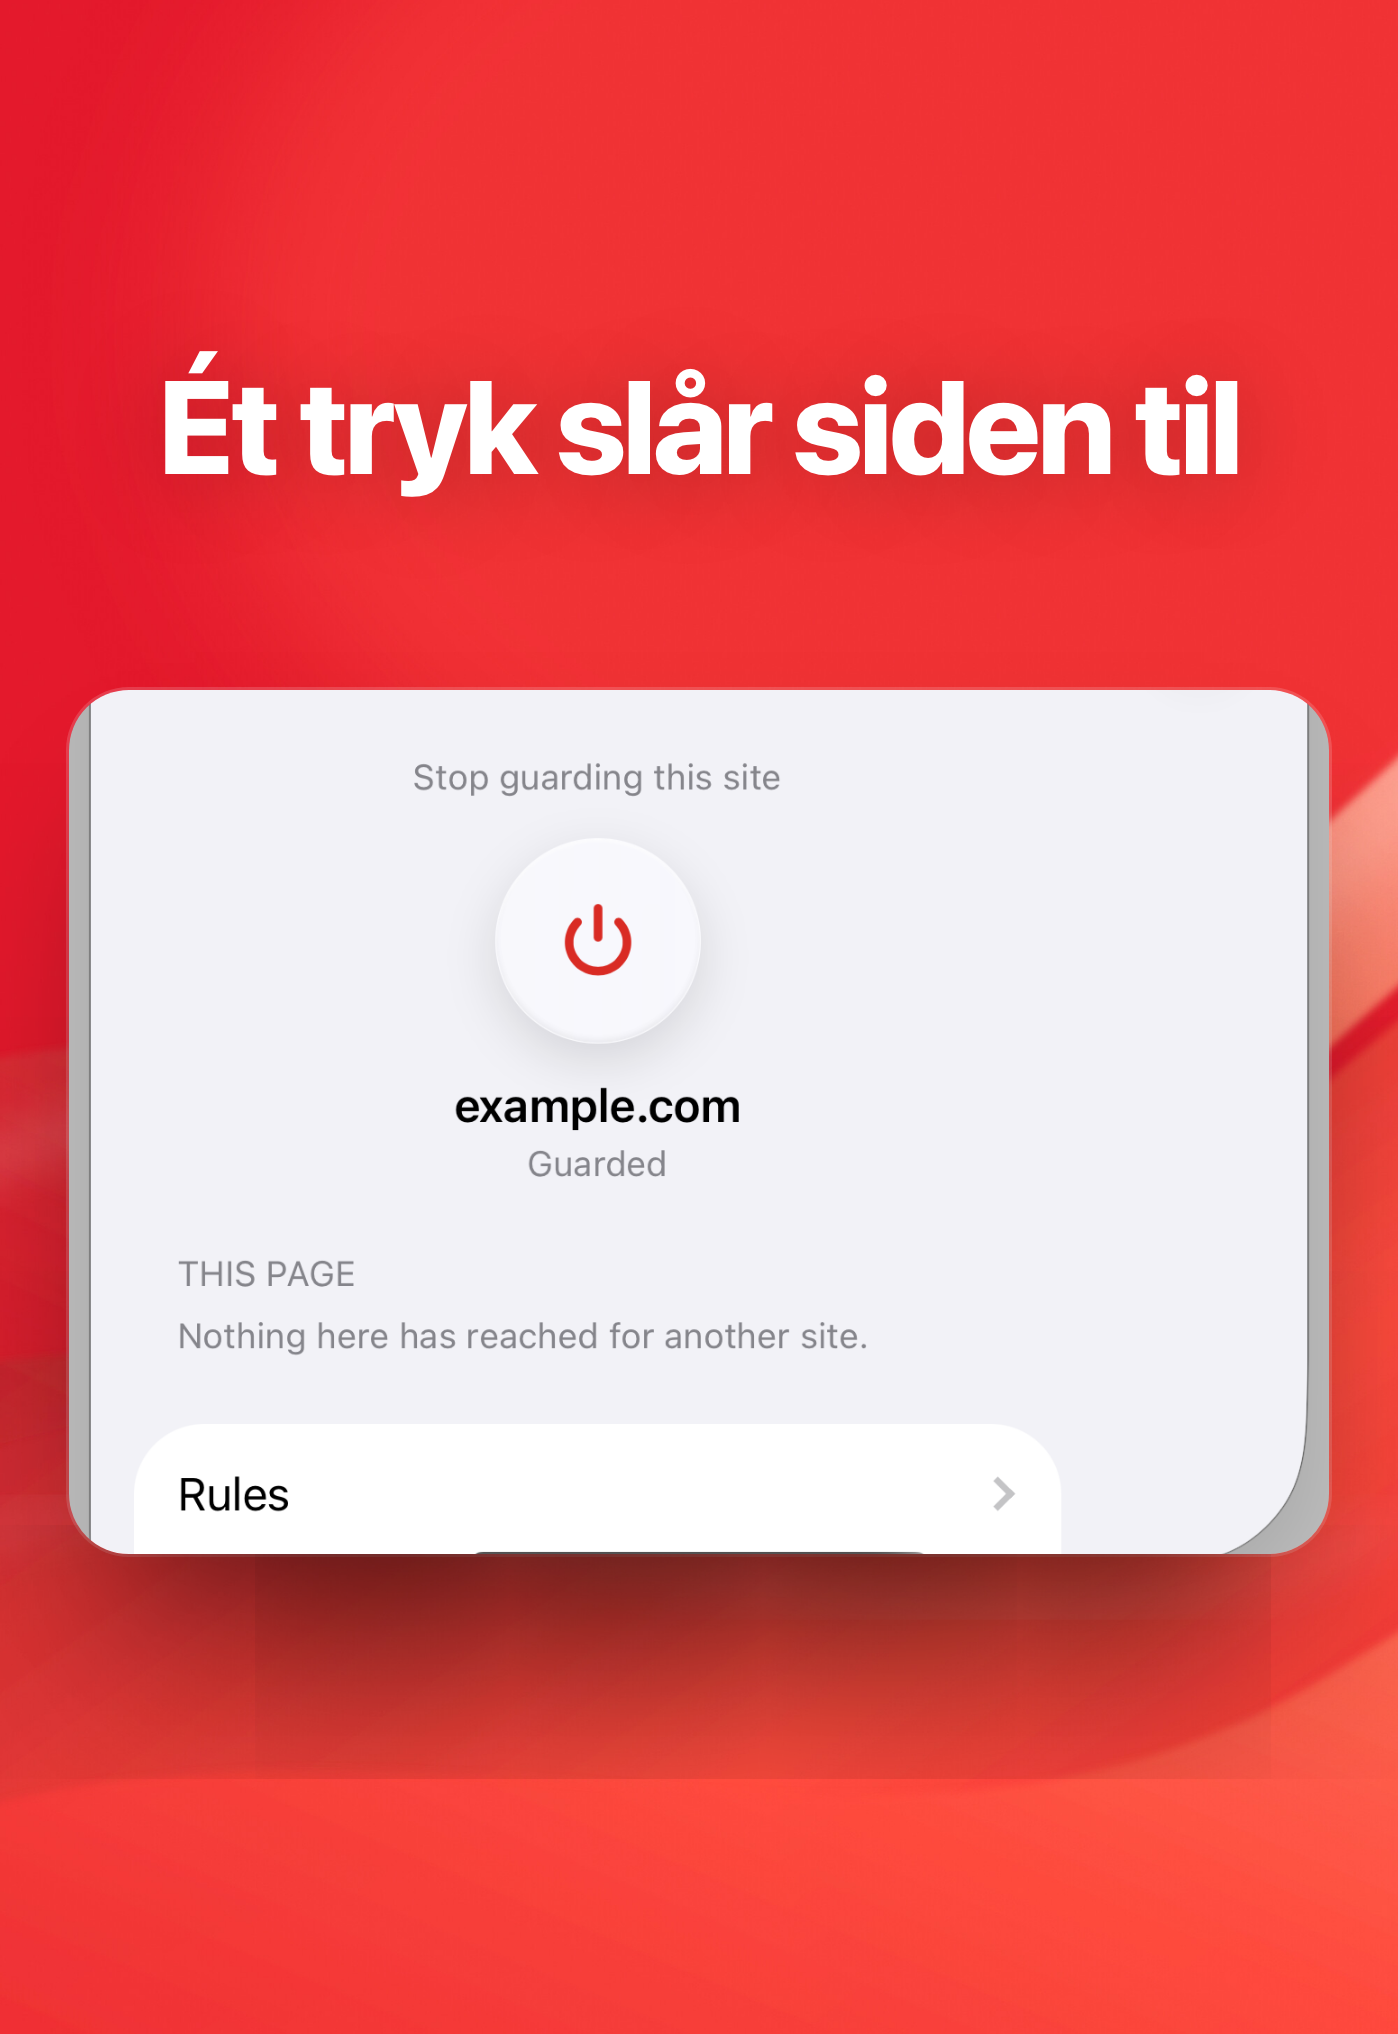 Ét tryk slår siden til
Stop guarding this site
example.com
Guarded
THIS PAGE
Nothing here has reached for another site.
Rules